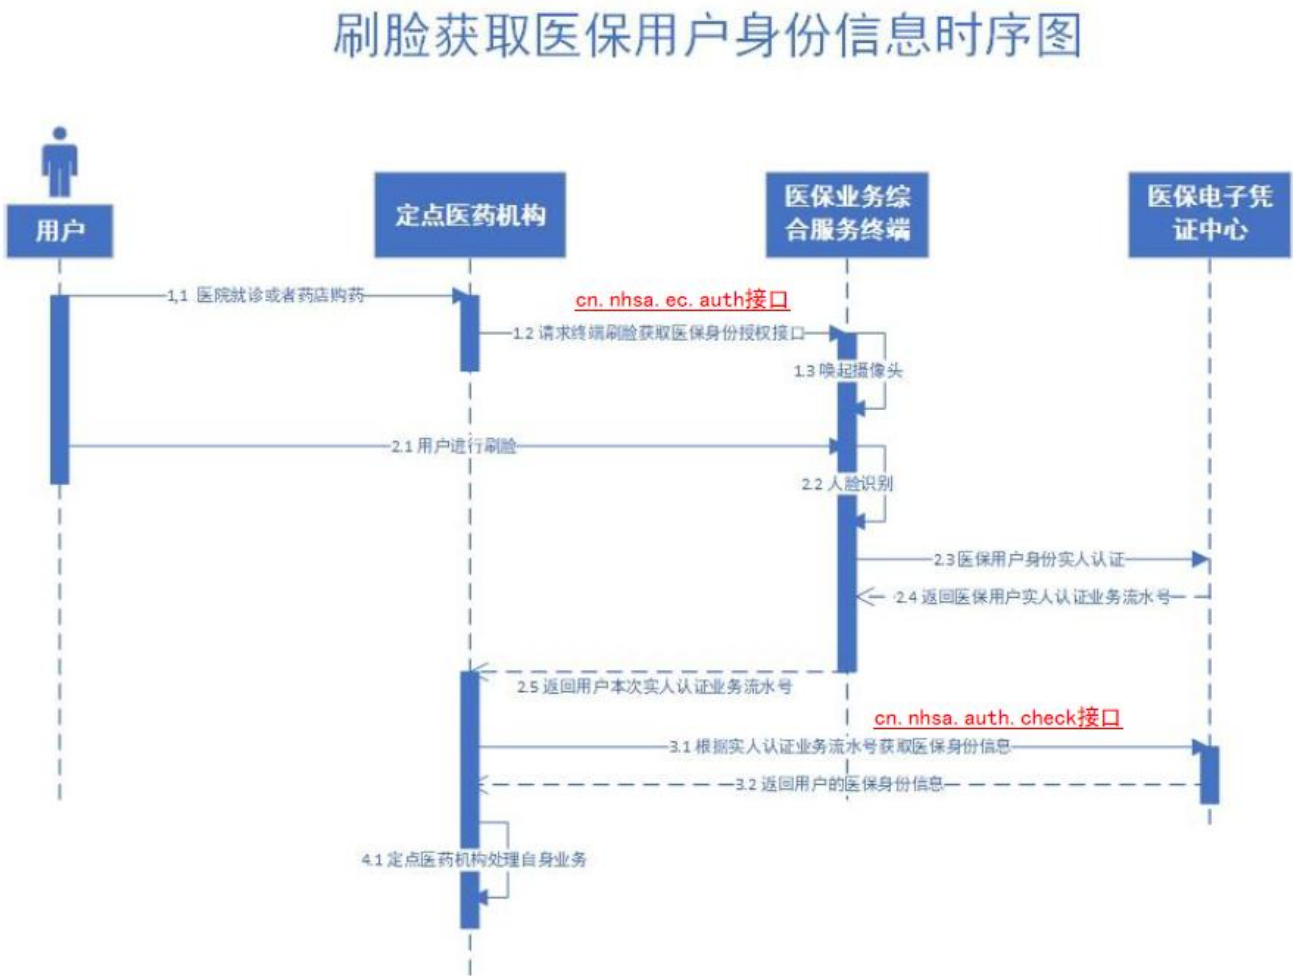 刷脸获取医保用户身份信息时序图
用户
定点医药机构
医保业务综
合服务终端
医保电子凭
证中心
1,1 医院就诊或者药店购药
cn. nhsa. ec. auth接口
1.2 请求终端刷脸获取医保身份授权接口
1.3 唤起摄像头
2.1 用户进行刷脸
2.2 人脸识别
2.3 医保用户身份实人认证
2.4 返回医保用户实人认证业务流水号
2.5 返回用户本次实人认证业务流水号
cn. nhsa. auth. check接口
3.1 根据实人认证业务流水号获取医保身份信息
3.2 返回用户的医保身份信息
4.1 定点医药机构处理自身业务